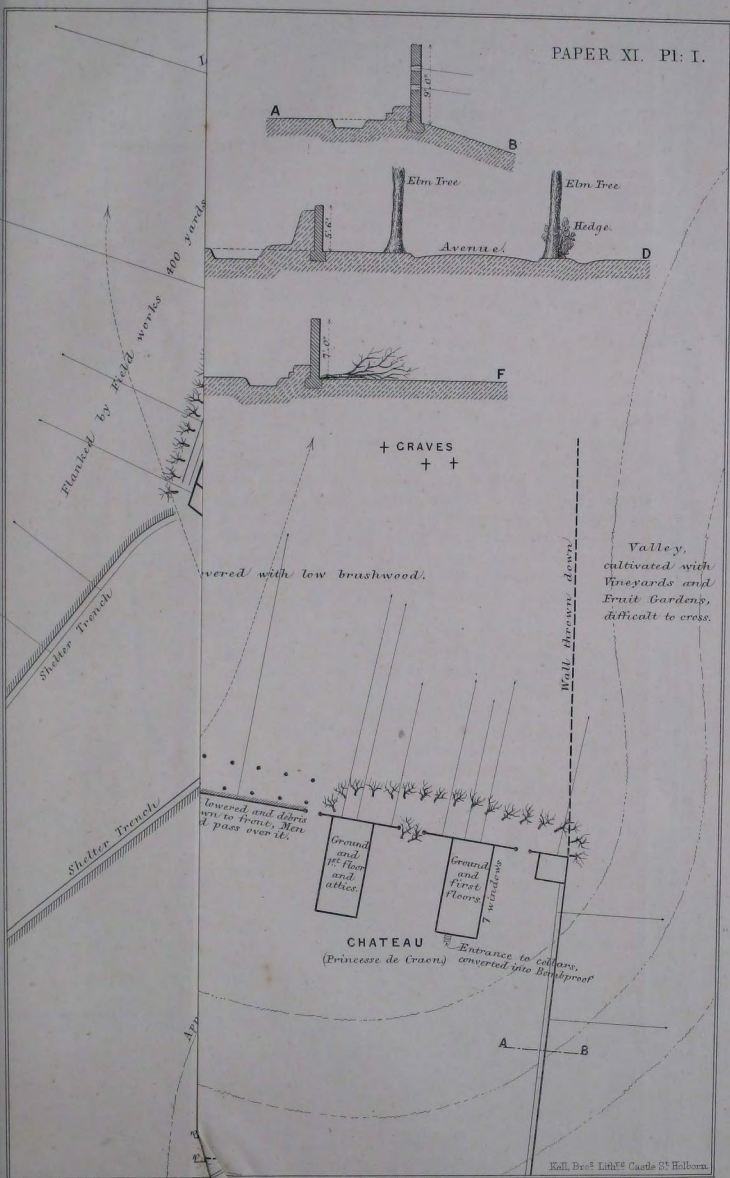 PAPER XI. Pl: I.
A
9'. 0"
B
Elm Tree
Elm Tree
Hedge.
5'. 6"
Avenue.
D
7'. 0"
F
400 yards
Flanked by Field works
GRAVES
vered with low brushwood.
Wall thrown down
Valley,
cultivated with
Vineyards and
Fruit Gardens,
difficult to cross.
Shelter Trench
Shelter Trench
lowered and debris
wn to front, Men
d pass over it.
Ground
and
1st floor
and
attics.
Ground
and
first
floors.
7 windows
CHATEAU
(Princesse de Craon)
Entrance to cellars,
converted into Bombproof
App
A
B
Kell, Bros. Lithrs. Castle St. Holborn.